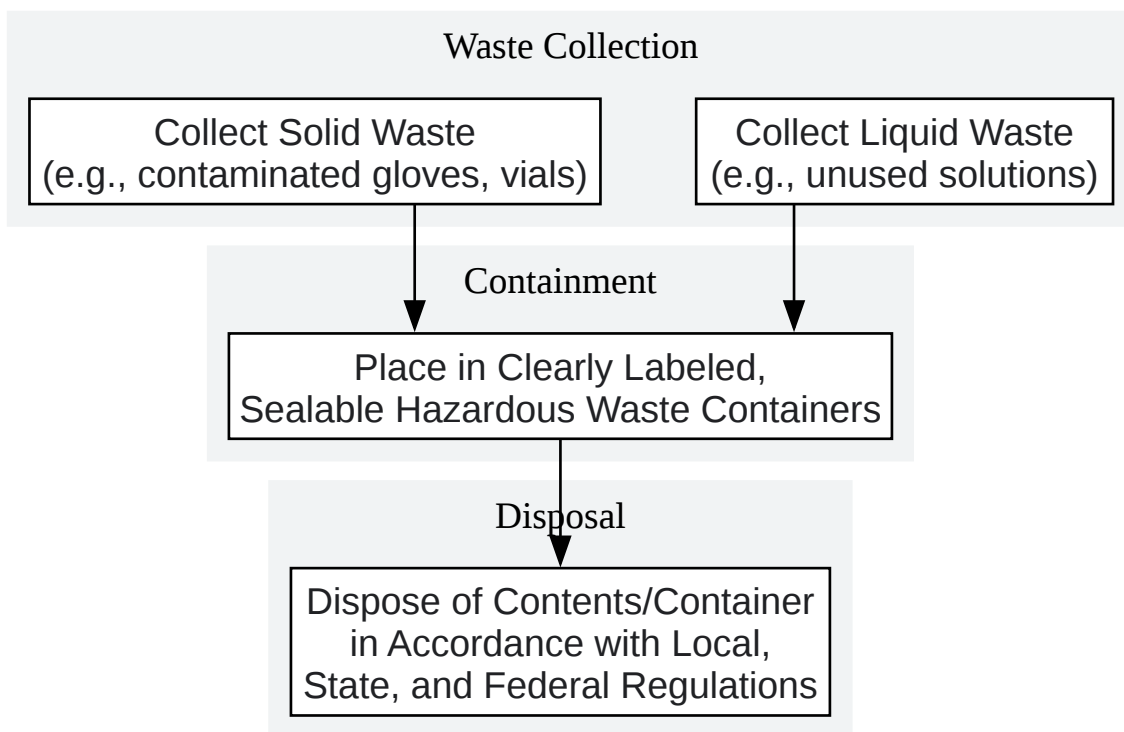 Waste Collection
Collect Solid Waste
(e.g., contaminated gloves, vials)
Collect Liquid Waste
(e.g., unused solutions)
Containment
Place in Clearly Labeled,
Sealable Hazardous Waste Containers
Disposal
Dispose of Contents/Container
in Accordance with Local,
State, and Federal Regulations